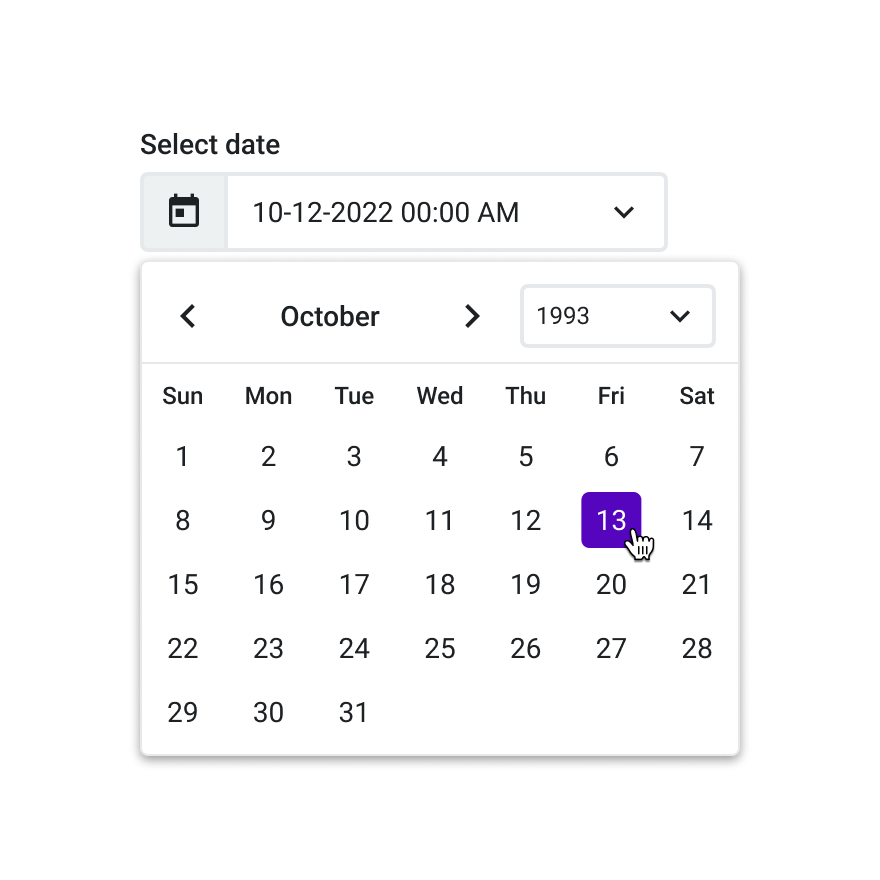 Select date
10-12-2022 00:00 AM
October 1993
Sun Mon Tue Wed Thu Fri Sat
1 2 3 4 5 6 7
8 9 10 11 12 13 14
15 16 17 18 19 20 21
22 23 24 25 26 27 28
29 30 31